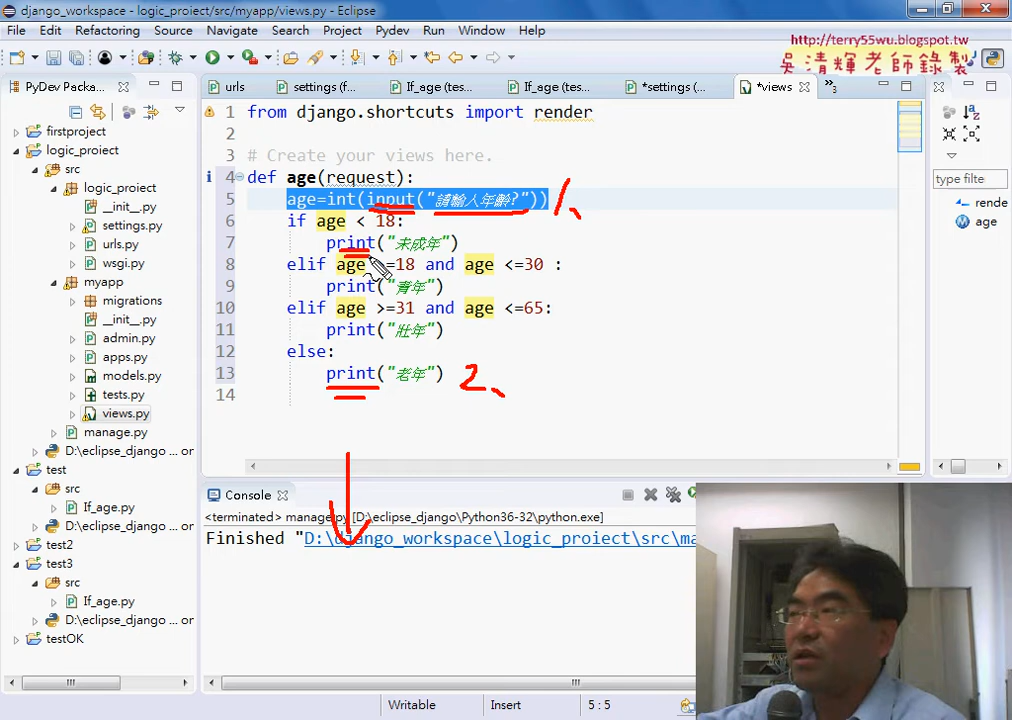 django_workspace - logic_proiect/src/myapp/views.py - Eclipse
File Edit Refactoring Source Navigate Search Project Pydev Run Window Help
http://terry55wu.blogspot.tw
吳清輝老師錄製
PyDev Packa...
urls
settings (f...
If_age (tes...
If_age (tes...
*settings (...
*views
»3
firstproject
logic_proiect
src
logic_proiect
__init__.py
settings.py
urls.py
wsgi.py
myapp
migrations
__init__.py
admin.py
apps.py
models.py
tests.py
views.py
manage.py
D:\eclipse_django\... or
test
src
If_age.py
D:\eclipse_django\... or
test2
test3
src
If_age.py
D:\eclipse_django\... or
testOK
1 from django.shortcuts import render
2
3 # Create your views here.
4 def age(request):
5 age=int(input("請輸入年齡?"))
6 if age < 18:
7 print("未成年")
8 elif age >=18 and age <=30 :
9 print("青年")
10 elif age >=31 and age <=65:
11 print("壯年")
12 else:
13 print("老年")
14
1、
2、
type filte
rende
age
Console
<terminated> manage.py [D:\eclipse_django\Python36-32\python.exe]
Finished "D:\django_workspace\logic_proiect\src\ma
Writable
Insert
5 : 5